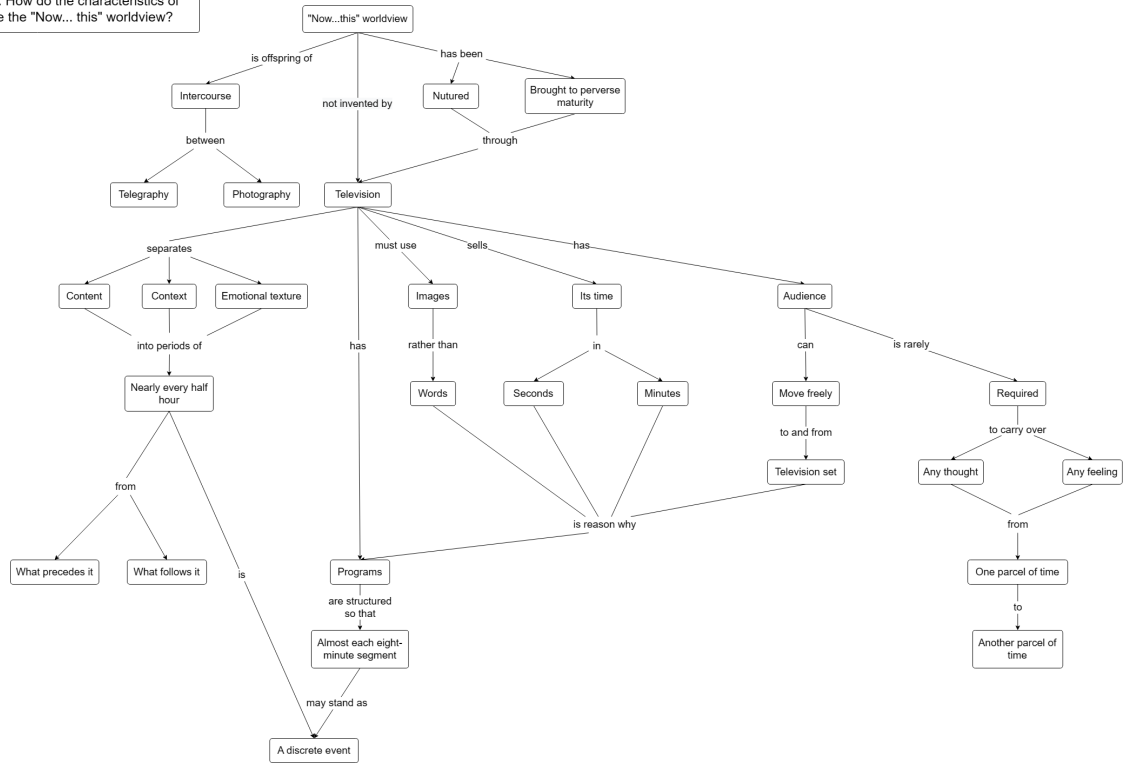 How do the characteristics of
the "Now... this" worldview?
"Now...this" worldview
is offspring of
has been
Intercourse
not invented by
Nutured
Brought to perverse
maturity
between
through
Telegraphy
Photography
Television
separates
must use
sells
has
Content
Context
Emotional texture
Images
Its time
Audience
into periods of
has
rather than
in
can
is rarely
Nearly every half
hour
Words
Seconds
Minutes
Move freely
Required
to and from
to carry over
Television set
Any thought
Any feeling
from
is reason why
from
What precedes it
What follows it
is
Programs
One parcel of time
are structured
so that
to
Almost each eight-
minute segment
Another parcel of
time
may stand as
A discrete event